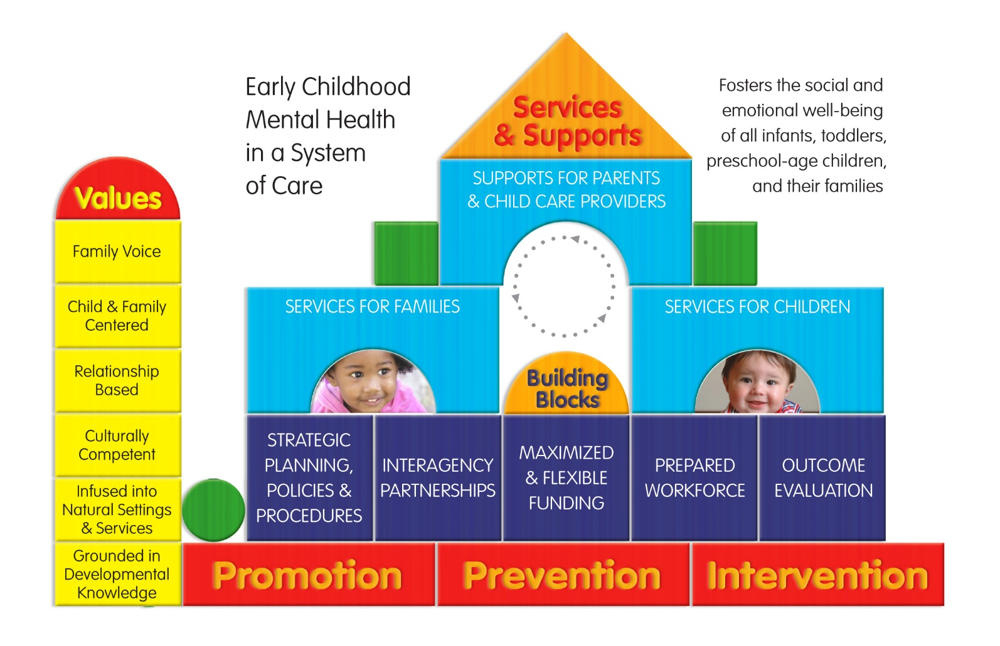 Early Childhood
Mental Health
in a System
of Care
Fosters the social and
emotional well-being
of all infants, toddlers,
preschool-age children,
and their families
Values
Family Voice
Child & Family
Centered
Relationship
Based
Culturally
Competent
Infused into
Natural Settings
& Services
Grounded in
Developmental
Knowledge
Services
& Supports
SUPPORTS FOR PARENTS
& CHILD CARE PROVIDERS
SERVICES FOR FAMILIES
SERVICES FOR CHILDREN
Building
Blocks
STRATEGIC
PLANNING,
POLICIES &
PROCEDURES
INTERAGENCY
PARTNERSHIPS
MAXIMIZED
& FLEXIBLE
FUNDING
PREPARED
WORKFORCE
OUTCOME
EVALUATION
Promotion
Prevention
Intervention